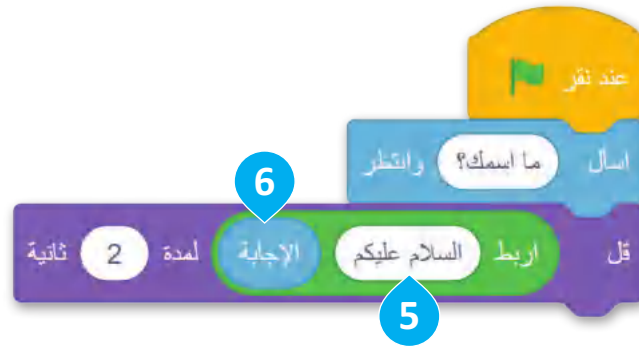 عند نقر
اسأل ما اسمك؟ وانتظر
6
قل اربط السلام عليكم الإجابة لمدة 2 ثانية
5